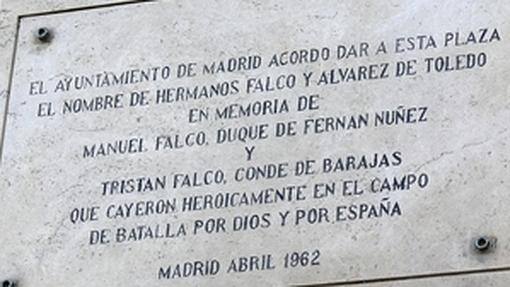 EL AYUNTAMIENTO DE MADRID ACORDO DAR A ESTA PLAZA
EL NOMBRE DE HERMANOS FALCO Y ALVAREZ DE TOLEDO
EN MEMORIA DE
MANUEL FALCO, DUQUE DE FERNAN NUÑEZ
Y
TRISTAN FALCO, CONDE DE BARAJAS
QUE CAYERON HEROICAMENTE EN EL CAMPO
DE BATALLA POR DIOS Y POR ESPAÑA
MADRID ABRIL 1962